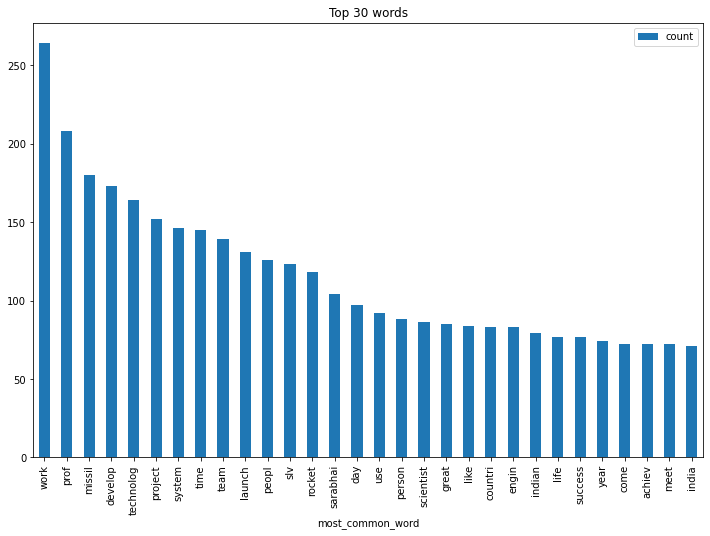 Top 30 words
count
250
200
150
100
50
0
work
prof
missil
develop
technolog
project
system
time
team
launch
peopl
slv
rocket
sarabhai
day
use
person
scientist
great
like
countri
engin
indian
life
success
year
come
achiev
meet
india
most_common_word